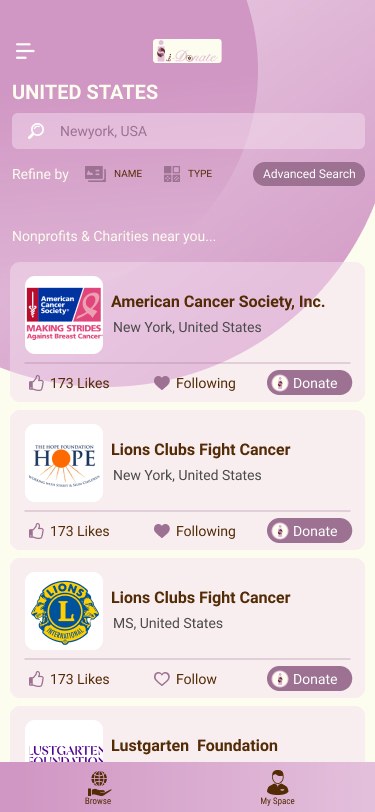 i Donate
UNITED STATES
Newyork, USA
Refine by NAME TYPE Advanced Search
Nonprofits & Charities near you...
American Cancer Society®
MAKING STRIDES
Against Breast Cancer
American Cancer Society, Inc.
New York, United States
173 Likes Following Donate
THE HOPE FOUNDATION
HOPE
Lions Clubs Fight Cancer
New York, United States
173 Likes Following Donate
LIONS
L
INTERNATIONAL
Lions Clubs Fight Cancer
MS, United States
173 Likes Follow Donate
LUSTGARTEN
FOUNDATION
Lustgarten Foundation
Browse My Space